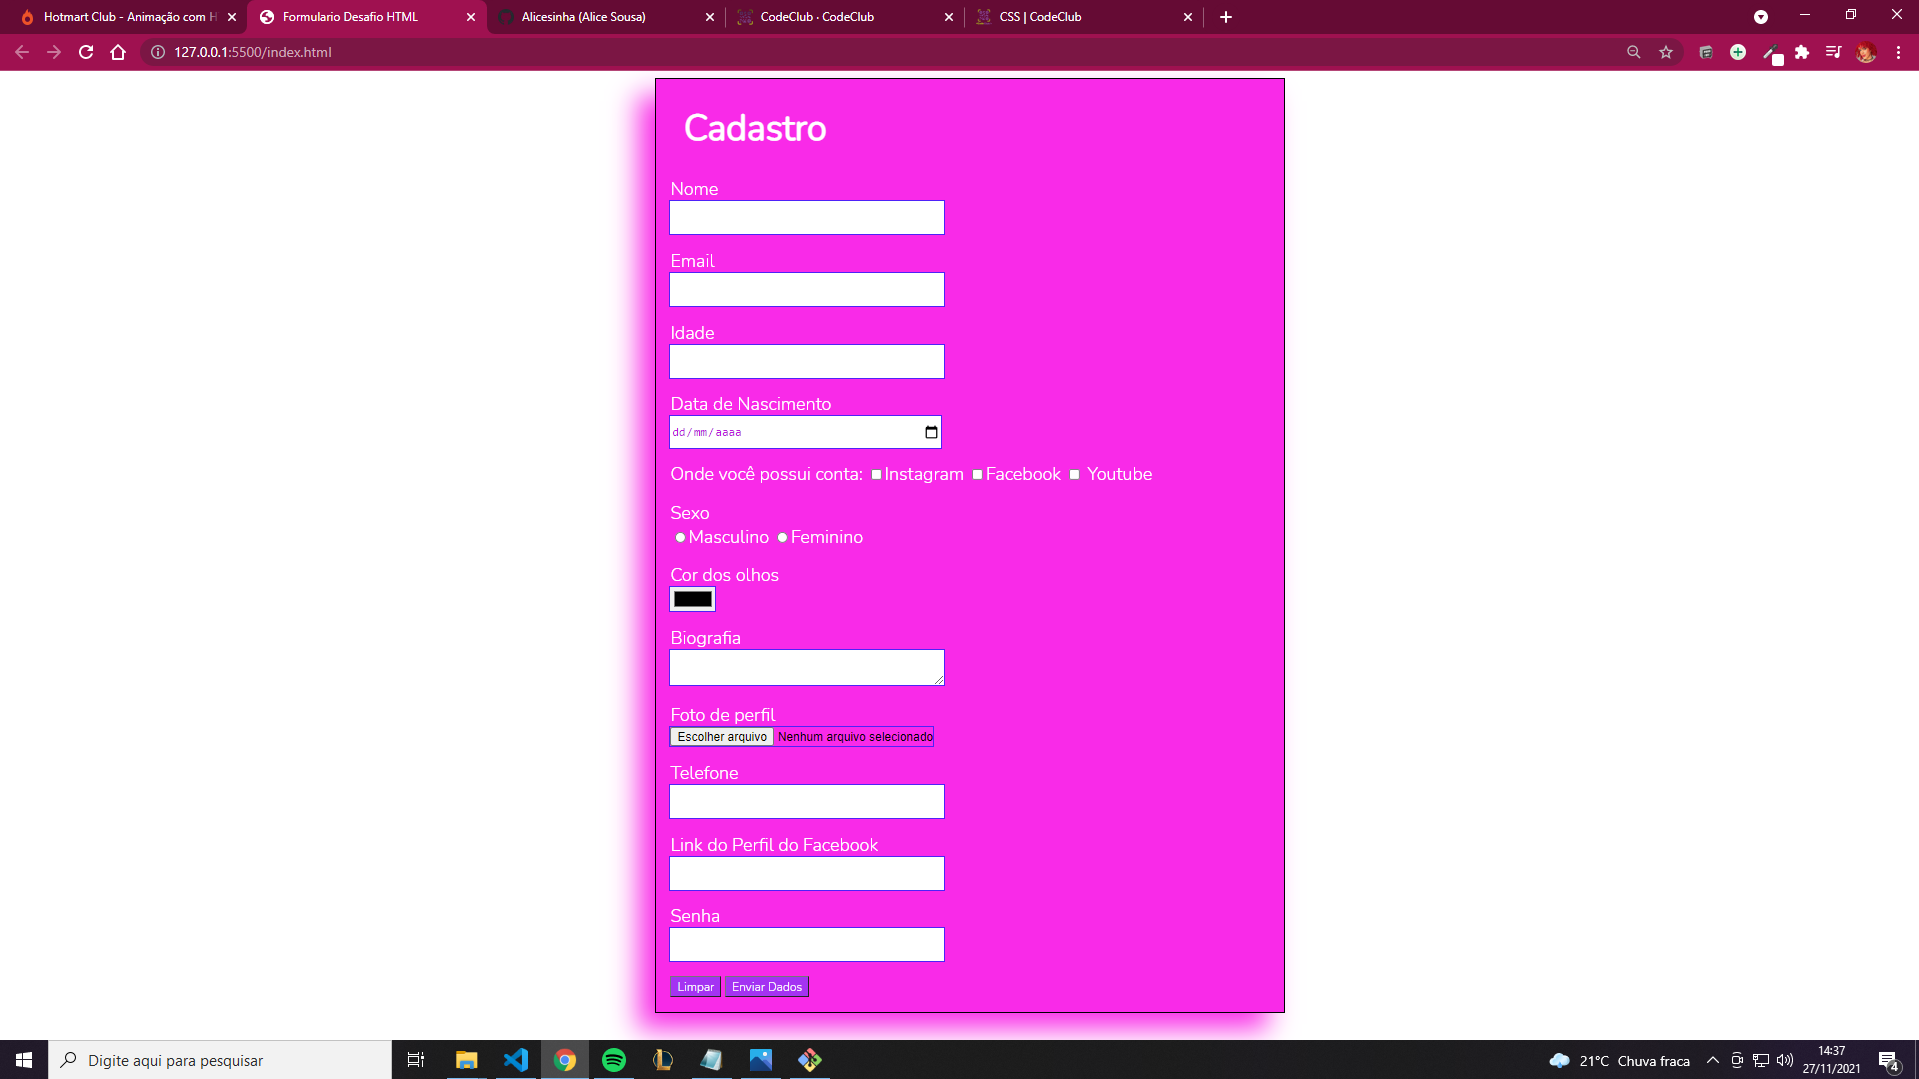 Hotmart Club - Animação com H
Formulario Desafio HTML
Alicesinha (Alice Sousa)
CodeClub · CodeClub
CSS | CodeClub
127.0.0.1:5500/index.html
Cadastro
Nome
Email
Idade
Data de Nascimento
dd/mm/aaaa
Onde você possui conta: Instagram Facebook Youtube
Sexo
Masculino Feminino
Cor dos olhos
Biografia
Foto de perfil
Escolher arquivo Nenhum arquivo selecionado
Telefone
Link do Perfil do Facebook
Senha
Limpar Enviar Dados
Digite aqui para pesquisar
21°C Chuva fraca
14:37
27/11/2021
4